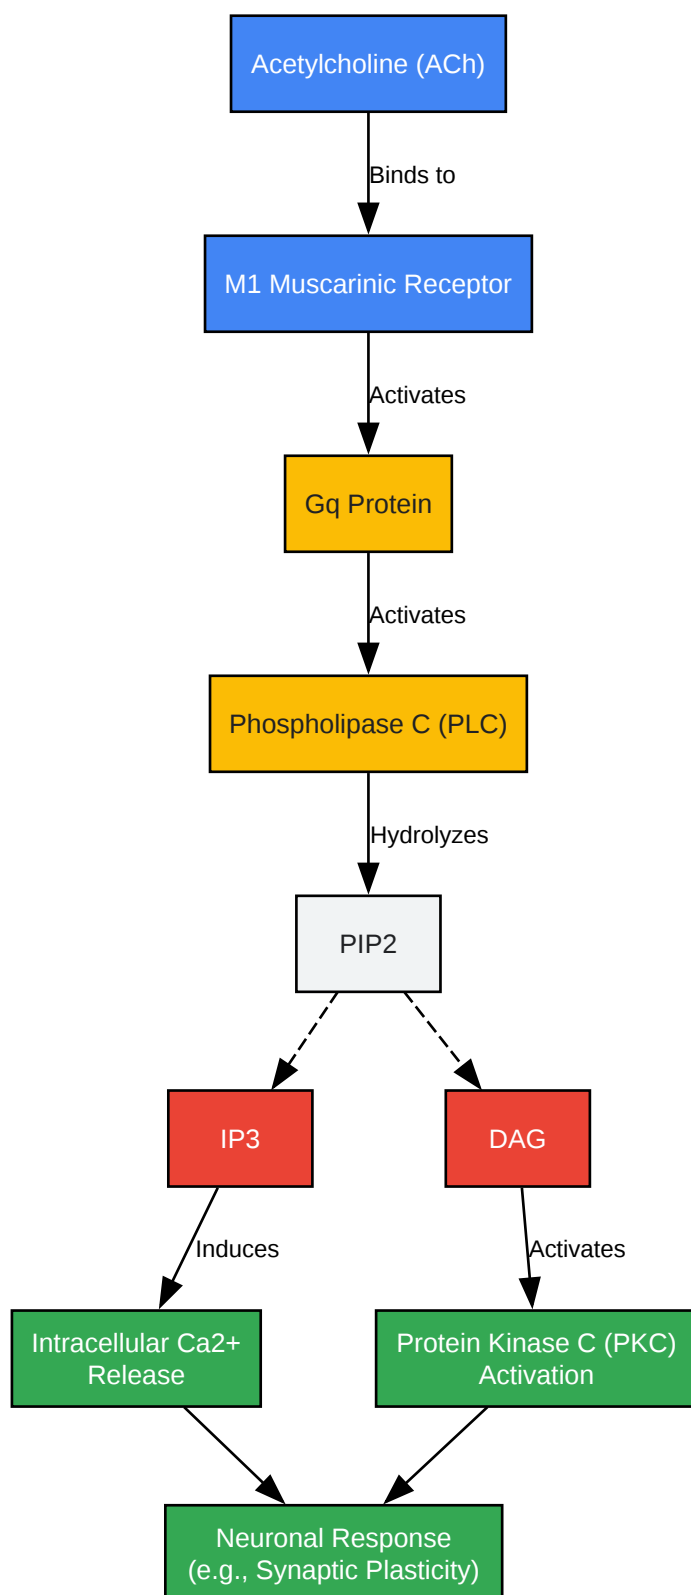 Acetylcholine (ACh)
Binds to
M1 Muscarinic Receptor
Activates
Gq Protein
Activates
Phospholipase C (PLC)
Hydrolyzes
PIP2
IP3
DAG
Induces
Activates
Intracellular Ca2+
Release
Protein Kinase C (PKC)
Activation
Neuronal Response
(e.g., Synaptic Plasticity)